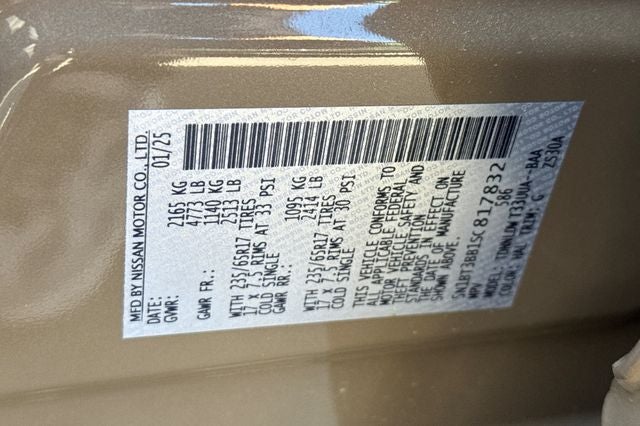 MFD BY NISSAN MOTOR CO., LTD.
DATE: 01/25
GVWR: 2165 KG
4773 LB
GAWR FR.: 1140 KG
2513 LB
WITH 235/65R17 TIRES
17 X 7.5 RIMS AT 33 PSI
COLD SINGLE
GAWR RR.: 1095 KG
2414 LB
WITH 235/65R17 TIRES
17 X 7.5 RIMS AT 30 PSI
COLD SINGLE
THIS VEHICLE CONFORMS TO
ALL APPLICABLE FEDERAL
MOTOR VEHICLE SAFETY AND
THEFT PREVENTION
STANDARDS IN EFFECT ON
THE DATE OF MANUFACTURE
SHOWN ABOVE.
5N1BT3BB1SC817832
MPV 586
MODEL: TDWNLDW T33UUA--BAA
COLOR: UAL TRIM: G ZS30A